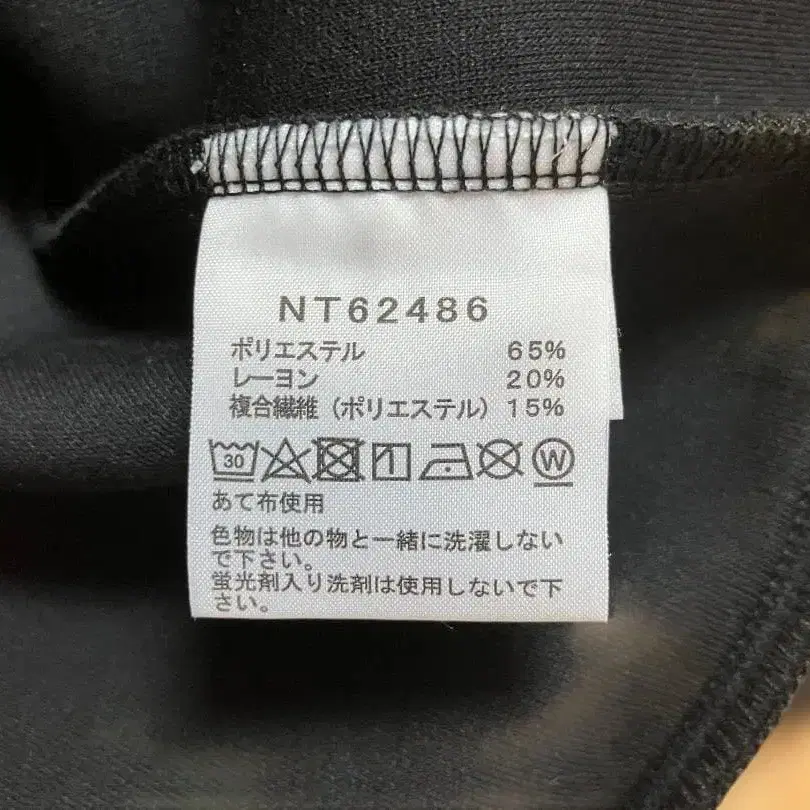 NT62486
ポリエステル 65%
レーヨン 20%
複合繊維（ポリエステル）15%
30 W
あて布使用
色物は他の物と一緒に洗濯しない
で下さい。
蛍光剤入り洗剤は使用しないで下
さい。